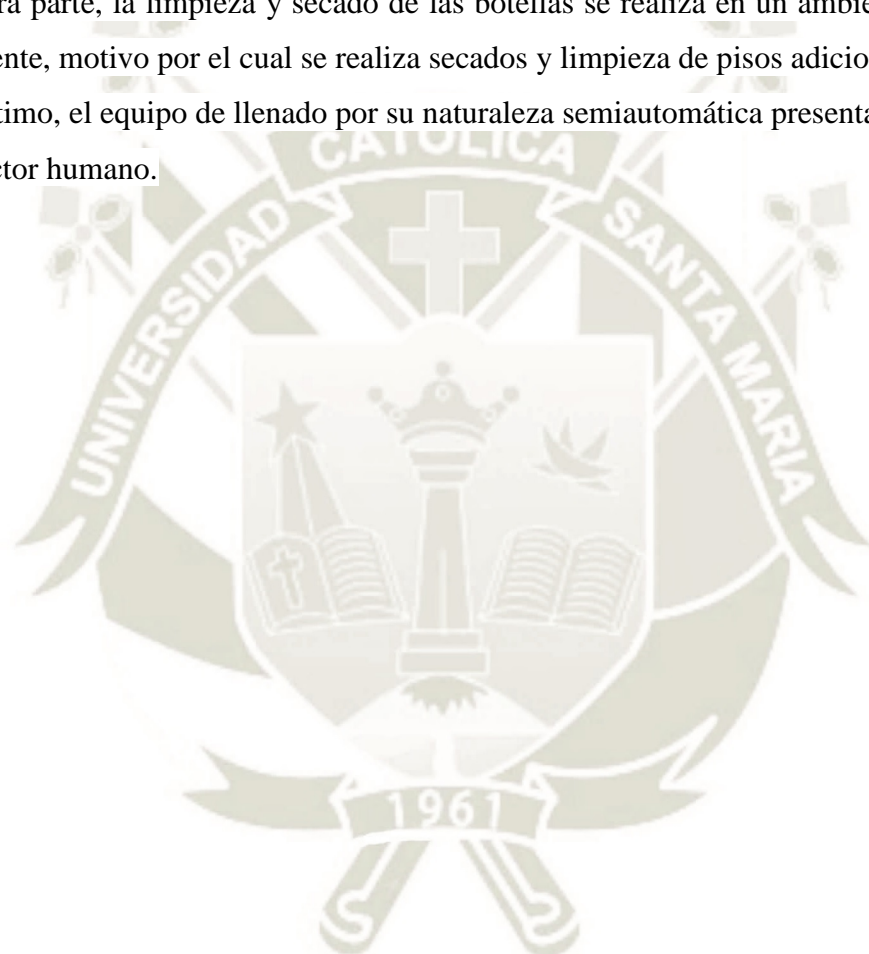 ra parte, la limpieza y secado de las botellas se realiza en un ambie
ente, motivo por el cual se realiza secados y limpieza de pisos adicio
timo, el equipo de llenado por su naturaleza semiautomática presenta
ctor humano.
CATÓLICA
UNIVERSIDAD
SANTA MARIA
1961